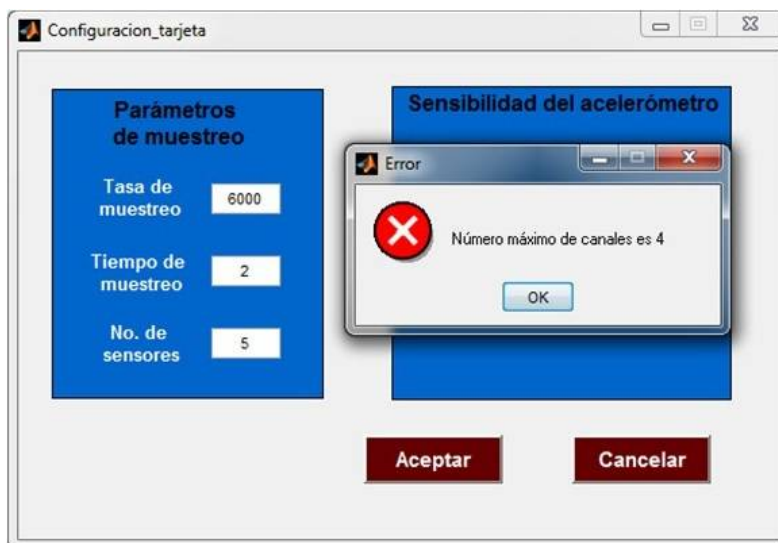 Configuracion_tarjeta
Parámetros
de muestreo
Tasa de
muestreo
6000
Tiempo de
muestreo
2
No. de
sensores
5
Sensibilidad del acelerómetro
Error
Número máximo de canales es 4
OK
Aceptar
Cancelar